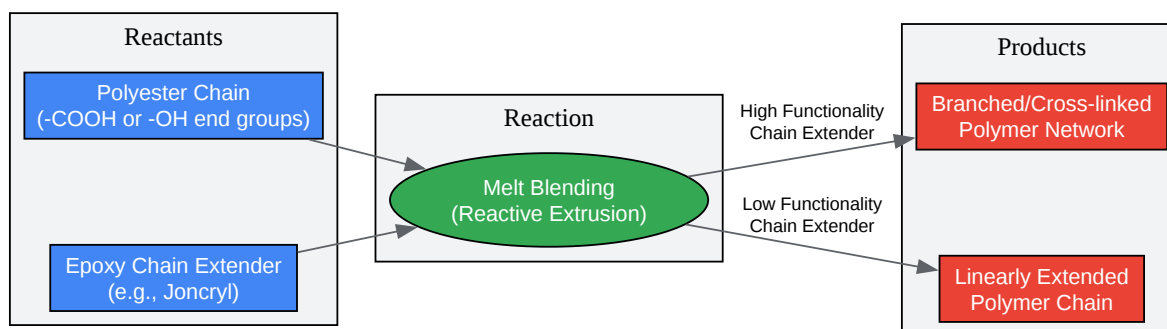 Reactants
Polyester Chain
(-COOH or -OH end groups)
Epoxy Chain Extender
(e.g., Joncryl)
Reaction
Melt Blending
(Reactive Extrusion)
High Functionality
Chain Extender
Low Functionality
Chain Extender
Products
Branched/Cross-linked
Polymer Network
Linearly Extended
Polymer Chain